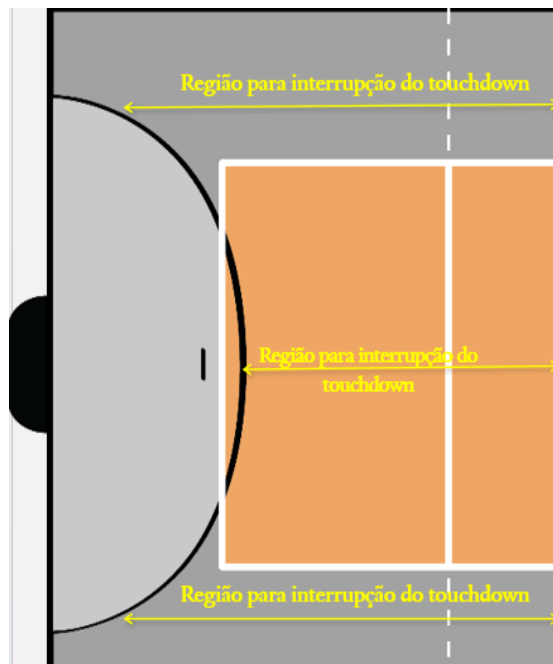 Região para interrupção do touchdown
Região para interrupção do
touchdown
Região para interrupção do touchdown